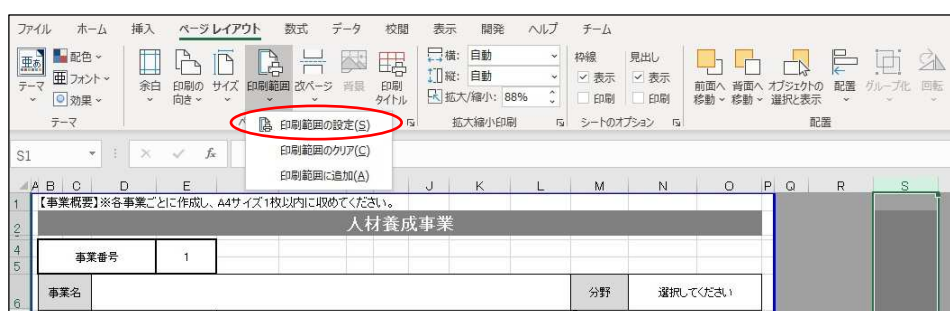 ファイル ホーム 挿入 ページ レイアウト 数式 データ 校閲 表示 開発 ヘルプ チーム
亜 あ 配色 横: 自動 枠線 見出し
亜 フォント 縦: 自動 表示 表示
テーマ 余白 印刷の サイズ 印刷範囲 改ページ 背景 印刷 前面へ 背面へ オブジェクトの 配置 グループ化 回転
効果 向き タイトル 拡大/縮小: 88% 印刷 印刷 移動 移動 選択と表示
テーマ 印刷範囲の設定(S) 拡大縮小印刷 シートのオプション 配置
印刷範囲のクリア(C)
S1 fx
印刷範囲に追加(A)
A B C D E J K L M N O P Q R S
1 【事業概要】※各事業ごとに作成し、A4サイズ1枚以内に収めてください。
2 人材養成事業
4 事業番号 1
5
6 事業名 分野 選択してください